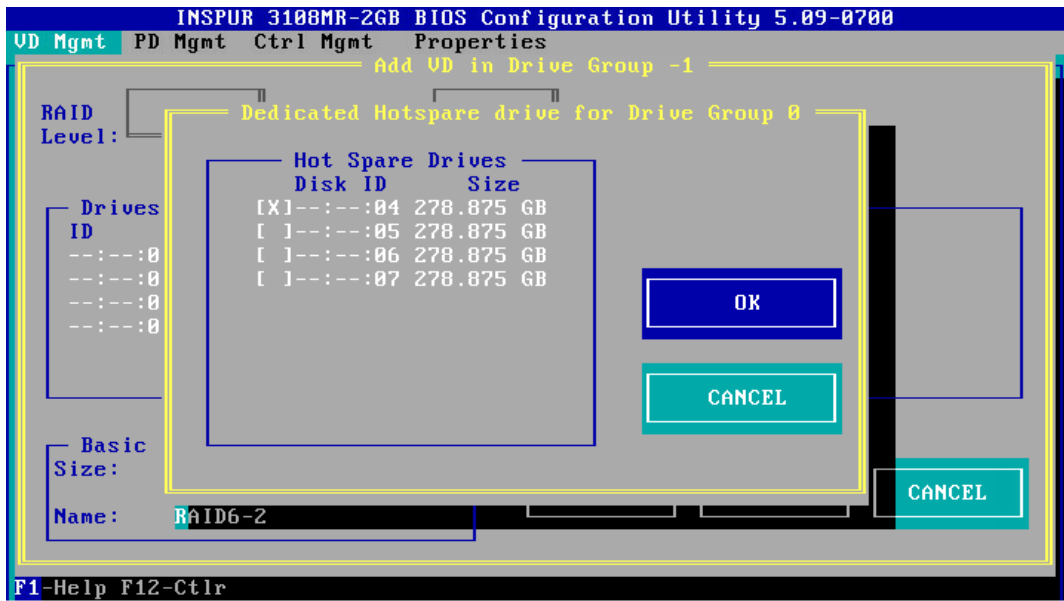 INSPUR 3108MR-2GB BIOS Configuration Utility 5.09-0700
VD Mgmt PD Mgmt Ctrl Mgmt Properties
Add VD in Drive Group -1
RAID
Level:
Dedicated Hotspare drive for Drive Group 0
Hot Spare Drives
Disk ID Size
[X]--:--:04 278.875 GB
[ ]--:--:05 278.875 GB
[ ]--:--:06 278.875 GB
[ ]--:--:07 278.875 GB
Drives
ID
--:--:0
--:--:0
--:--:0
--:--:0
OK
CANCEL
Basic
Size:
Name: RAID6-2
CANCEL
F1-Help F12-Ctlr